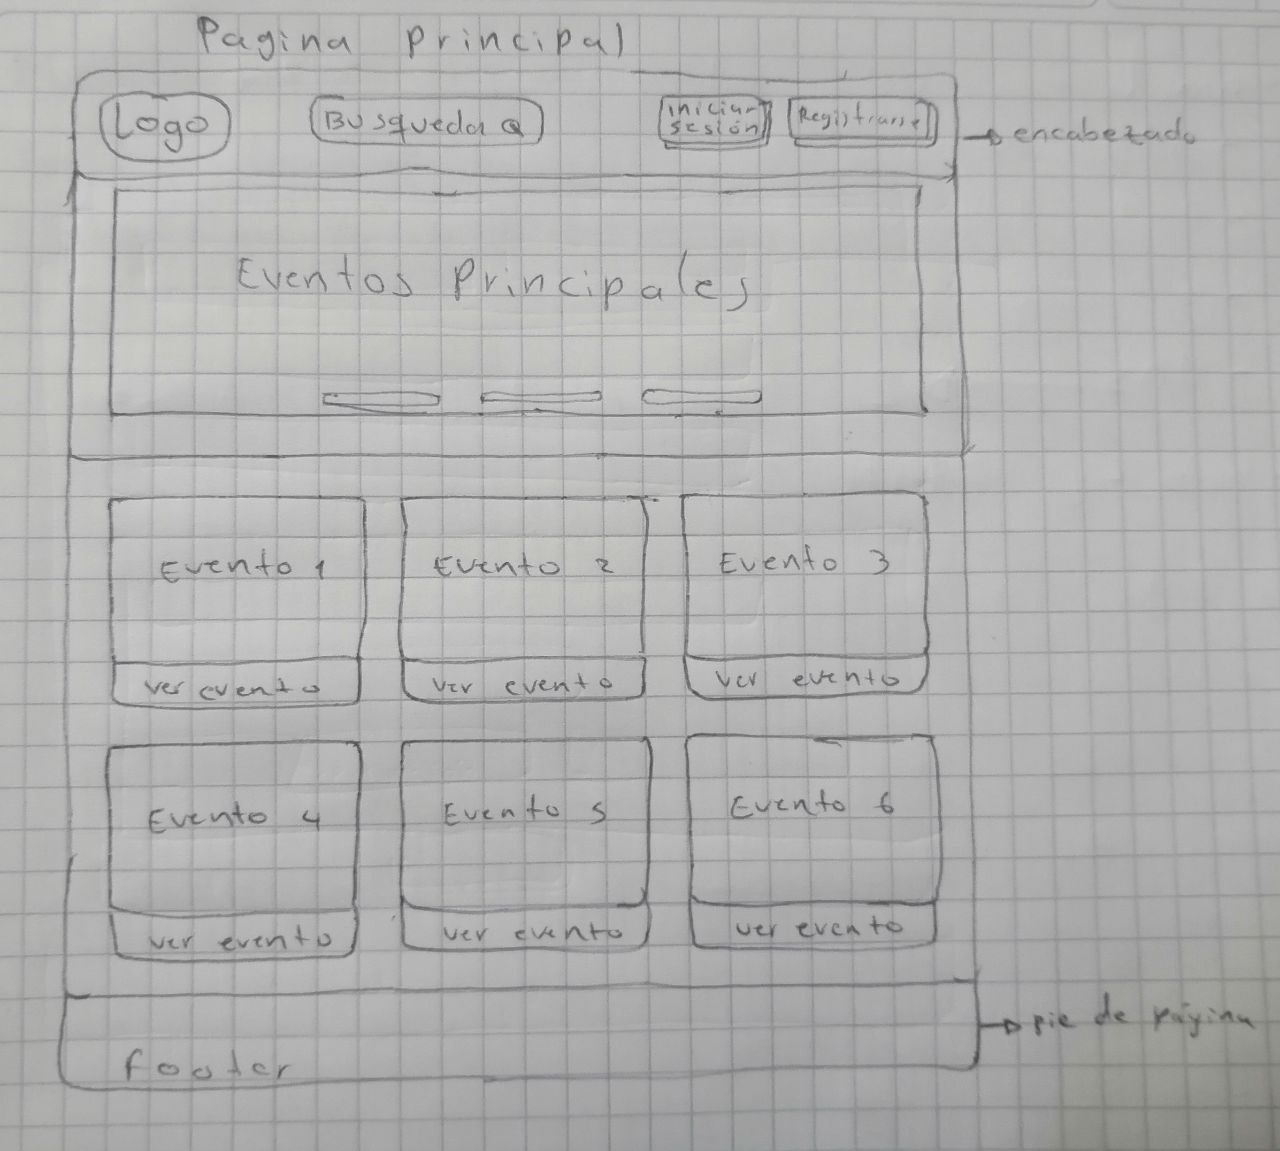 Pagina Principal
Logo
Busqueda
iniciar
sesión
Registrarse
encabezado
Eventos Principales
Evento 1
Evento 2
Evento 3
ver evento
ver evento
ver evento
Evento 4
Evento 5
Evento 6
ver evento
ver evento
ver evento
pie de página
footer